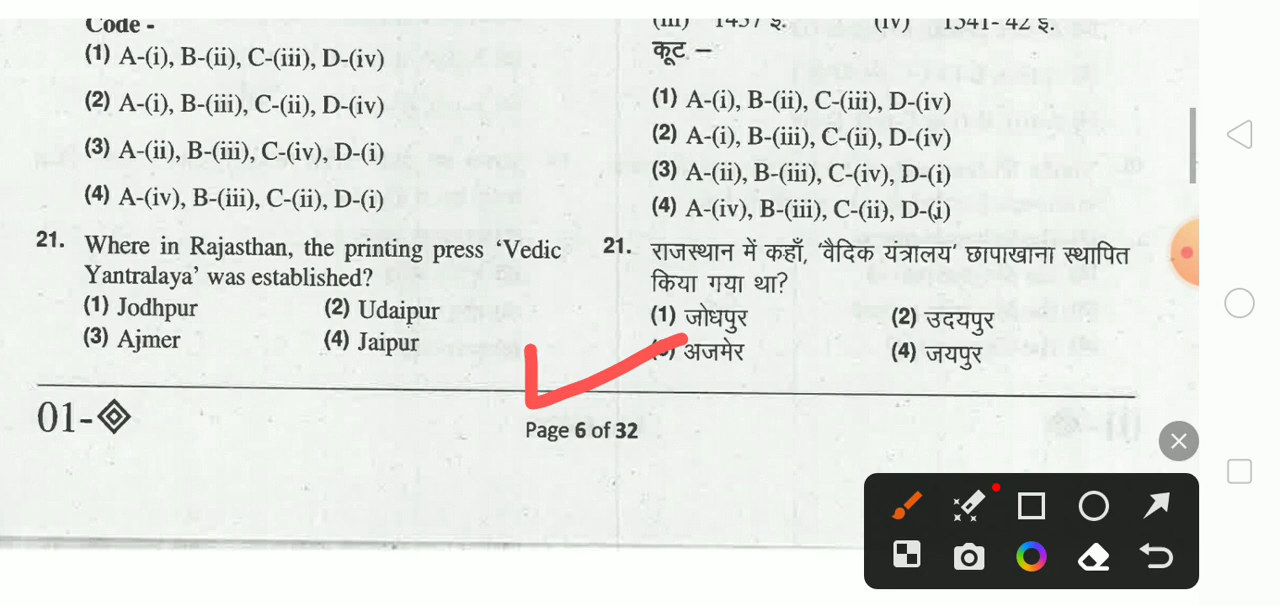 Code -
(1) A-(i), B-(ii), C-(iii), D-(iv)
(2) A-(i), B-(iii), C-(ii), D-(iv)
(3) A-(ii), B-(iii), C-(iv), D-(i)
(4) A-(iv), B-(iii), C-(ii), D-(i)
21. Where in Rajasthan, the printing press ‘Vedic
Yantralaya’ was established?
(1) Jodhpur (2) Udaipur
(3) Ajmer (4) Jaipur
(iii) 1457 ई. (iv) 1341-42 ई.
कूट –
(1) A-(i), B-(ii), C-(iii), D-(iv)
(2) A-(i), B-(iii), C-(ii), D-(iv)
(3) A-(ii), B-(iii), C-(iv), D-(i)
(4) A-(iv), B-(iii), C-(ii), D-(i)
21. राजस्थान में कहाँ, ‘वैदिक यंत्रालय’ छापाखाना स्थापित
किया गया था?
(1) जोधपुर (2) उदयपुर
अजमेर (4) जयपुर
01-
Page 6 of 32